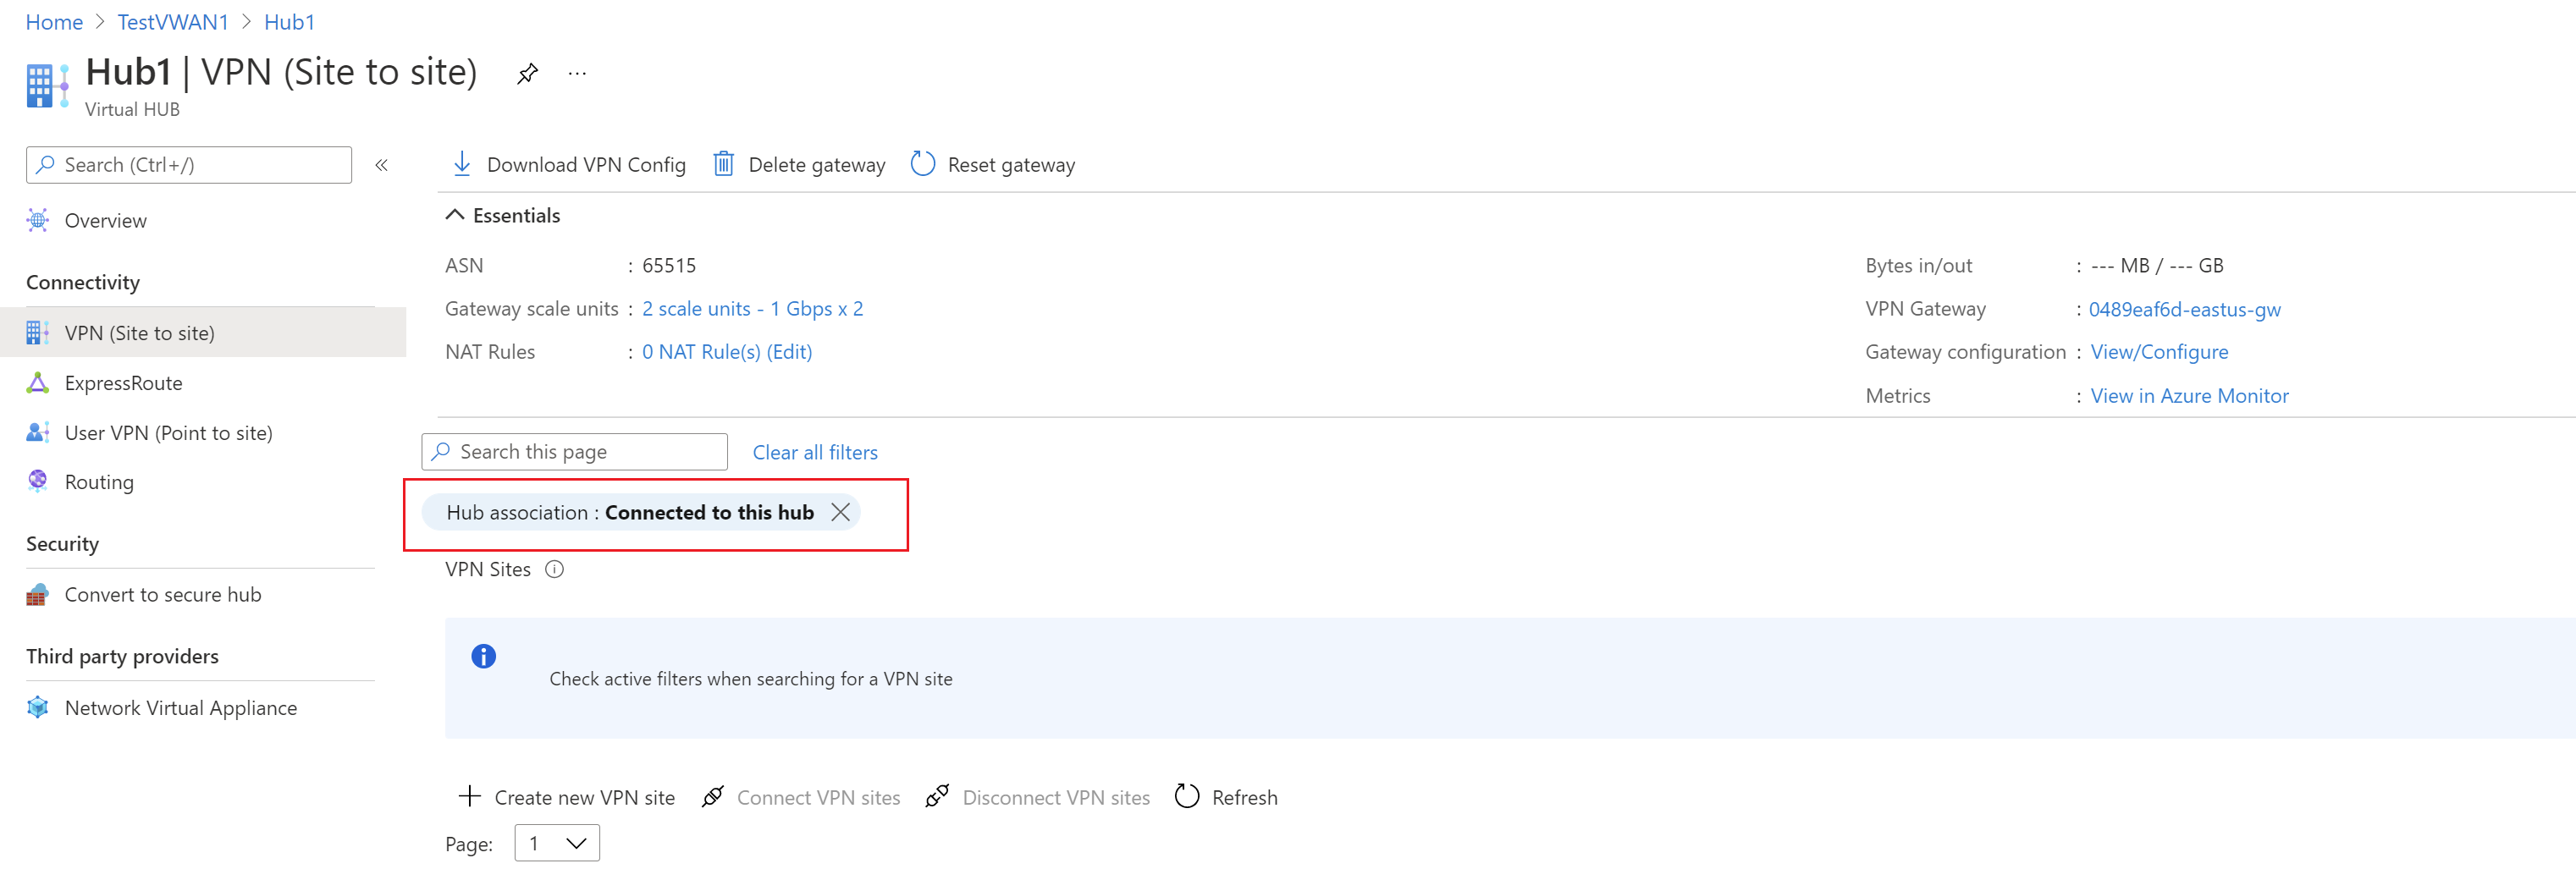 Home > TestVWAN1 > Hub1
Hub1 | VPN (Site to site) ...
Virtual HUB
Search (Ctrl+/) «
Download VPN Config Delete gateway Reset gateway
Overview
Essentials
ASN : 65515 Bytes in/out : --- MB / --- GB
Connectivity
Gateway scale units : 2 scale units - 1 Gbps x 2 VPN Gateway : 0489eaf6d-eastus-gw
VPN (Site to site)
NAT Rules : 0 NAT Rule(s) (Edit) Gateway configuration : View/Configure
ExpressRoute
Metrics : View in Azure Monitor
User VPN (Point to site)
Search this page Clear all filters
Routing
Hub association : Connected to this hub
Security
VPN Sites
Convert to secure hub
Third party providers
Check active filters when searching for a VPN site
Network Virtual Appliance
Create new VPN site Connect VPN sites Disconnect VPN sites Refresh
Page: 1